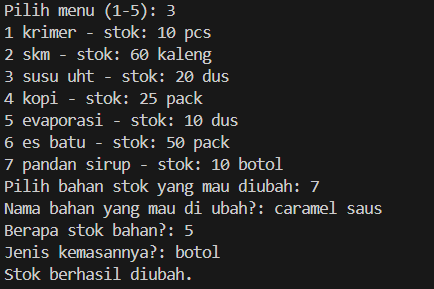 Pilih menu (1-5): 3
1 krimer - stok: 10 pcs
2 skm - stok: 60 kaleng
3 susu uht - stok: 20 dus
4 kopi - stok: 25 pack
5 evaporasi - stok: 10 dus
6 es batu - stok: 50 pack
7 pandan sirup - stok: 10 botol
Pilih bahan stok yang mau diubah: 7
Nama bahan yang mau di ubah?: caramel saus
Berapa stok bahan?: 5
Jenis kemasannya?: botol
Stok berhasil diubah.